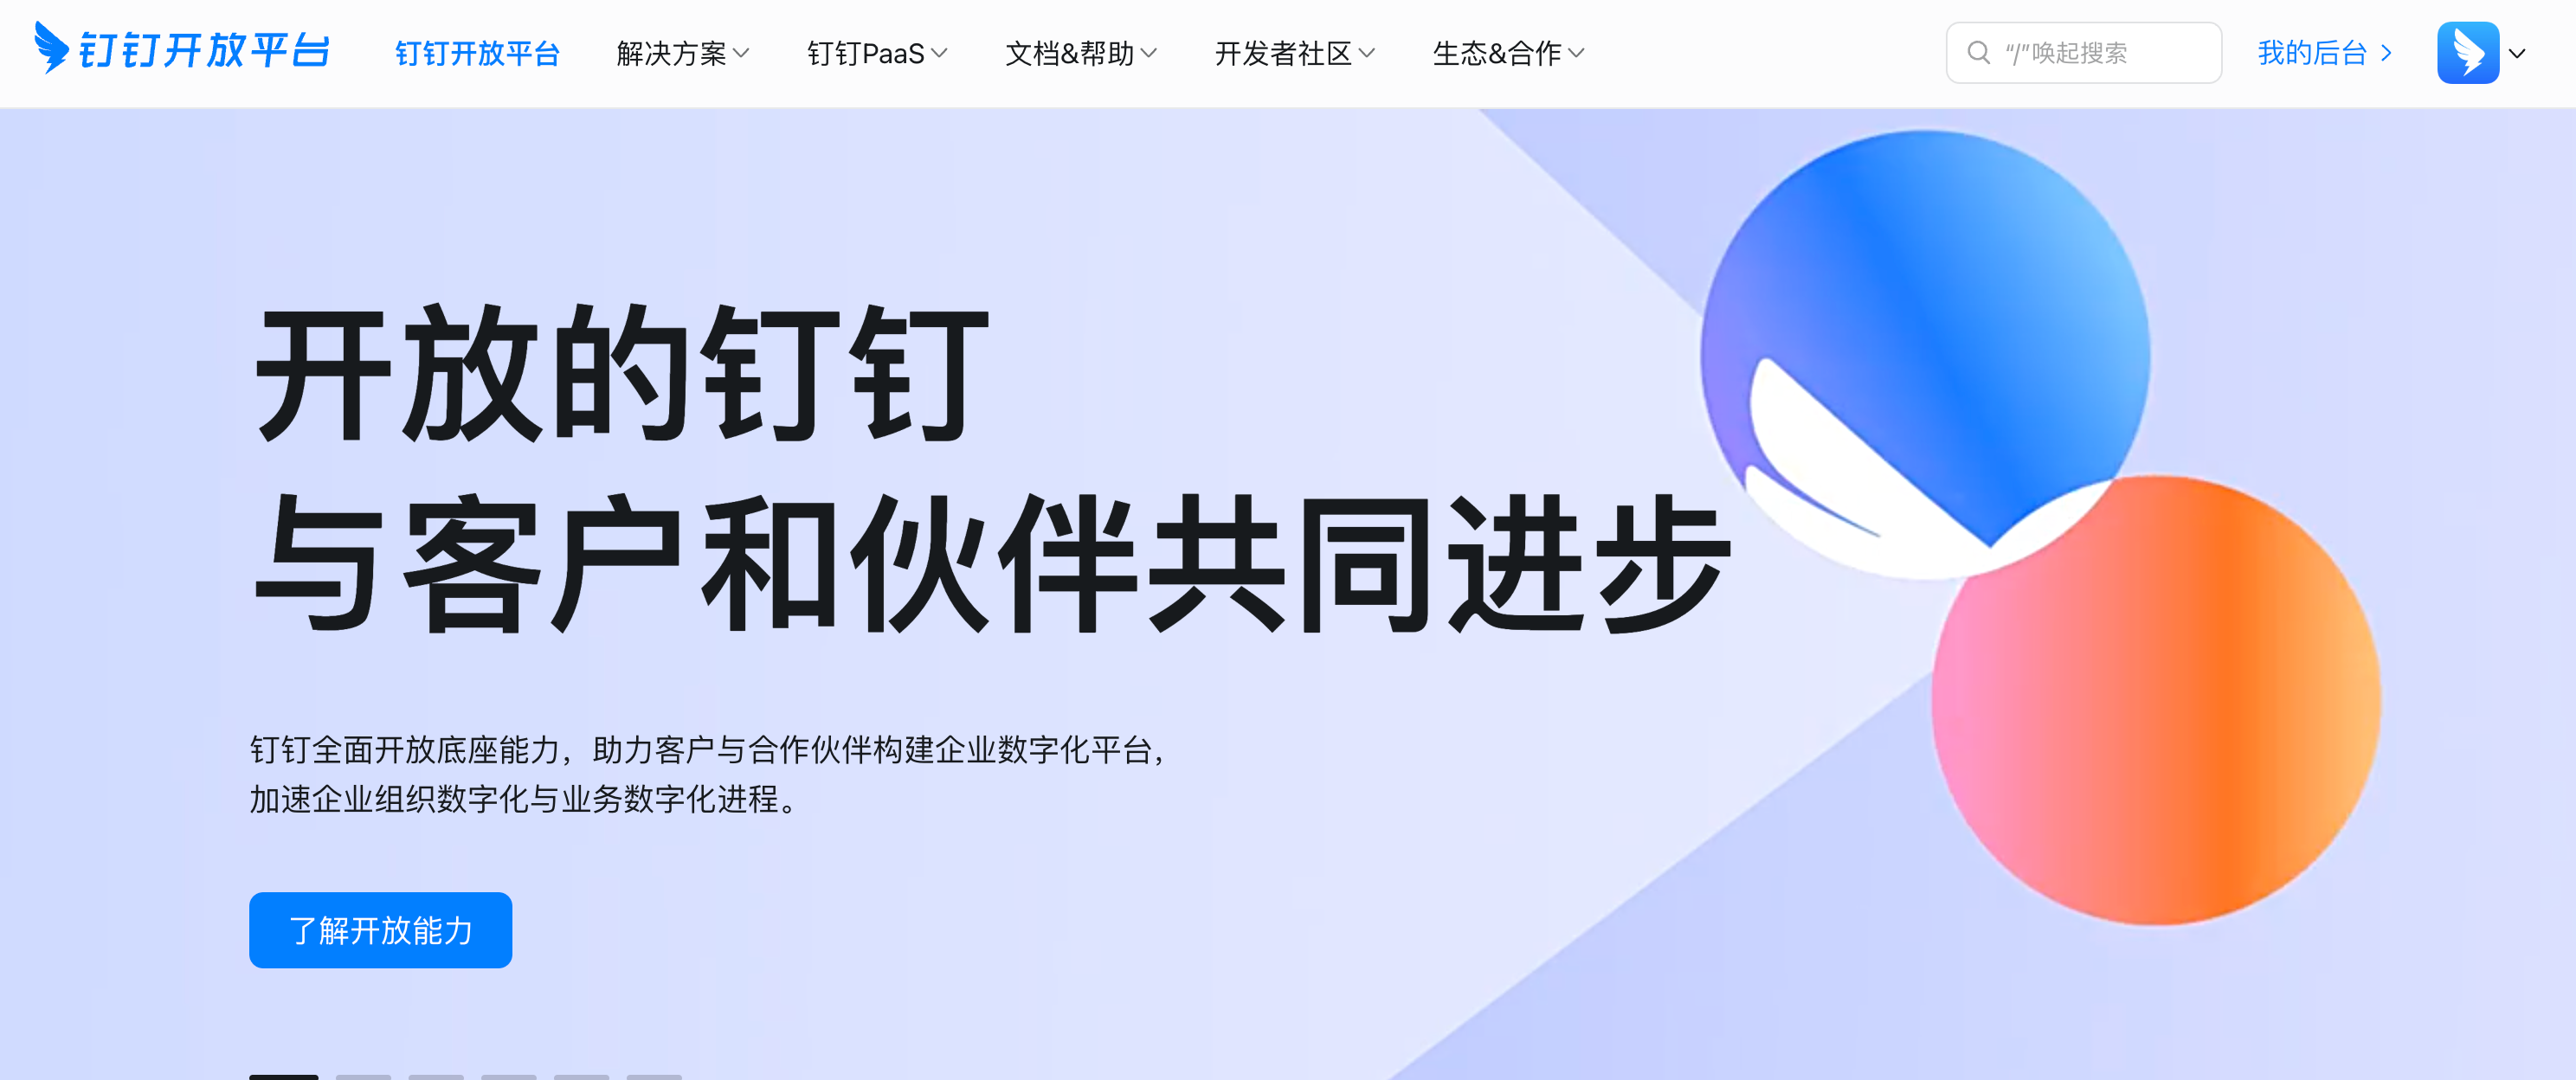 钉钉开放平台
钉钉开放平台
解决方案
钉钉PaaS
文档&帮助
开发者社区
生态&合作
“/”唤起搜索
我的后台
开放的钉钉
与客户和伙伴共同进步
钉钉全面开放底座能力，助力客户与合作伙伴构建企业数字化平台，
加速企业组织数字化与业务数字化进程。
了解开放能力